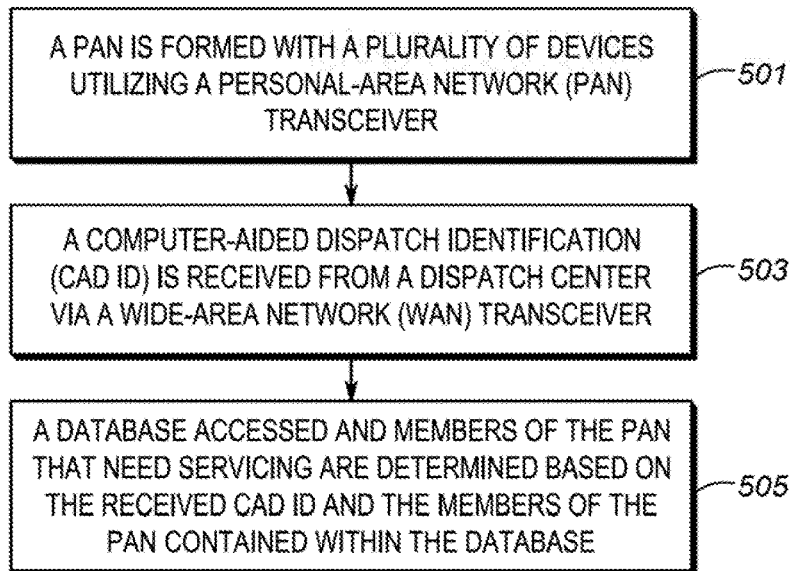 A PAN IS FORMED WITH A PLURALITY OF DEVICES
UTILIZING A PERSONAL-AREA NETWORK (PAN)
TRANSCEIVER
501
A COMPUTER-AIDED DISPATCH IDENTIFICATION
(CAD ID) IS RECEIVED FROM A DISPATCH CENTER
VIA A WIDE-AREA NETWORK (WAN) TRANSCEIVER
503
A DATABASE ACCESSED AND MEMBERS OF THE PAN
THAT NEED SERVICING ARE DETERMINED BASED ON
THE RECEIVED CAD ID AND THE MEMBERS OF THE
PAN CONTAINED WITHIN THE DATABASE
505